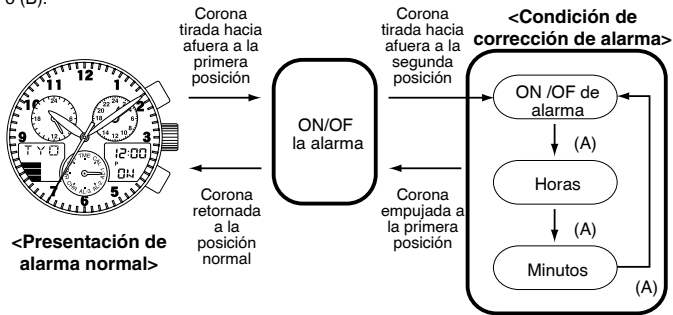 o (B).
Corona
tirada hacia
afuera a la
primera
posición
Corona
tirada hacia
afuera a la
segunda
posición
<Condición de
corrección de alarma>
12
11
1
10
2
9
3
7
6
5
TYO
12:00
P
ON
ON/OF
la alarma
ON /OF de
alarma
(A)
Horas
(A)
Minutos
(A)
Corona
retornada
a la
posición
normal
Corona
empujada a
la primera
posición
<Presentación de
alarma normal>